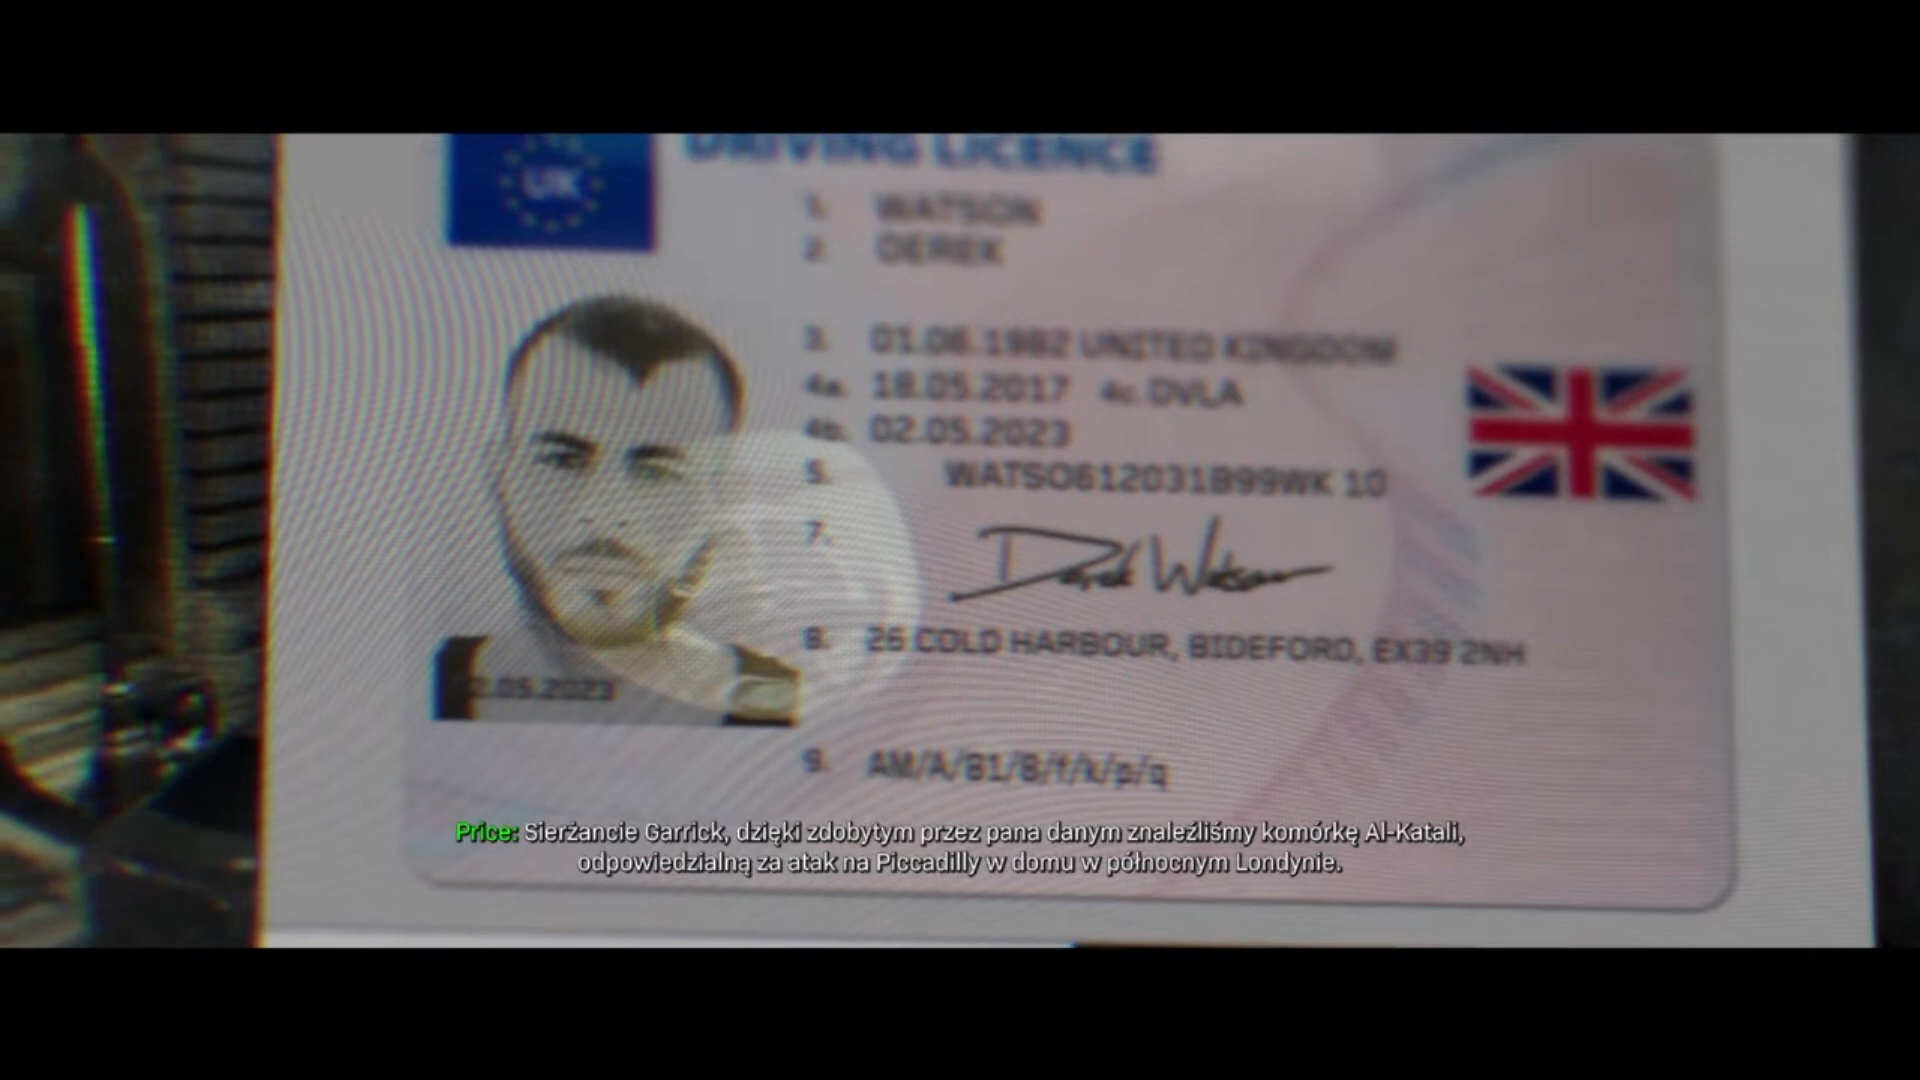 DRIVING LICENCE
UK
1. WATSON
2. DEREK
3. 01.06.1982 UNITED KINGDOM
4a. 18.05.2017 4c. DVLA
4b. 02.05.2023
5. WATSO612031B99WK 10
7. Derek Watson
8. 26 COLD HARBOUR, BIDEFORD, EX39 2NH
2.05.2023
9. AM/A/B1/B/f/k/p/q
Price: Sierżancie Garrick, dzięki zdobytym przez pana danym znaleźliśmy komórkę Al-Katali,
odpowiedzialną za atak na Piccadilly w domu w północnym Londynie.